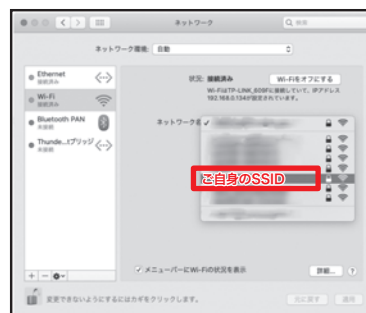 ネットワーク
検索
ネットワーク環境: 自動
Ethernet
Wi-Fi
接続済み
Bluetooth PAN
未接続
Thunde...tブリッジ
未接続
状況: 接続済み
Wi-Fiをオフにする
Wi-FiはTP-LINK_609Fに接続していて、IPアドレス
192.168.0.134が設定されています。
ネットワーク名
ご自身のSSID
メニューバーにWi-Fiの状況を表示
詳細...
?
変更できないようにするにはカギをクリックします。
元に戻す
適用